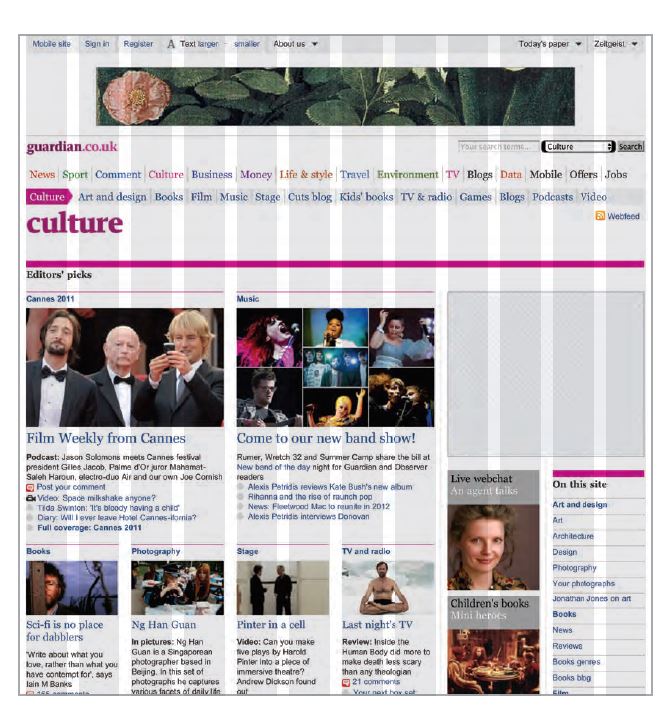 Mobile site Sign in Register A Text larger - smaller About us Today's paper Zeitgeist
guardian.co.uk
Your search terms... Culture Search
News Sport Comment Culture Business Money Life & style Travel Environment TV Blogs Data Mobile Offers Jobs
Culture Art and design Books Film Music Stage Cuts blog Kids' books TV & radio Games Blogs Podcasts Video
culture
Webfeed
Editors' picks
Cannes 2011
Film Weekly from Cannes
Podcast: Jason Solomons meets Cannes festival
president Gilles Jacob, Palme d'Or juror Mahamat-
Saleh Haroun, electro-duo Air and our own Joe Cornish
Post your comment
Video: Space milkshake anyone?
Tilda Swinton: 'It's bloody having a child'
Diary: Will I ever leave Hotel Cannes-ifornia?
Full coverage: Cannes 2011
Music
Come to our new band show!
Rumer, Wretch 32 and Summer Camp share the bill at
New band of the day night for Guardian and Observer
readers
Alexis Petridis reviews Kate Bush's new album
Rihanna and the rise of raunch pop
News: Fleetwood Mac to reunite in 2012
Alexis Petridis interviews Donovan
Books
Sci-fi is no place
for dabblers
'Write about what you
love, rather than what you
have contempt for', says
Iain M Banks
comments
Photography
Ng Han Guan
In pictures: Ng Han
Guan is a Singaporean
photographer based in
Beijing. In this set of
photographs he captures
various facets of daily life
Stage
Pinter in a cell
Video: Can you make
five plays by Harold
Pinter into a piece of
immersive theatre?
Andrew Dickson found
out
TV and radio
Last night's TV
Review: Inside the
Human Body did more to
make death less scary
than any theologian
21 comments
Your next box set:
Live webchat
An agent talks
Children's books
Mini heroes
On this site
Art and design
Art
Architecture
Design
Photography
Your photographs
Jonathan Jones on art
Books
News
Reviews
Books genres
Books blog
Film